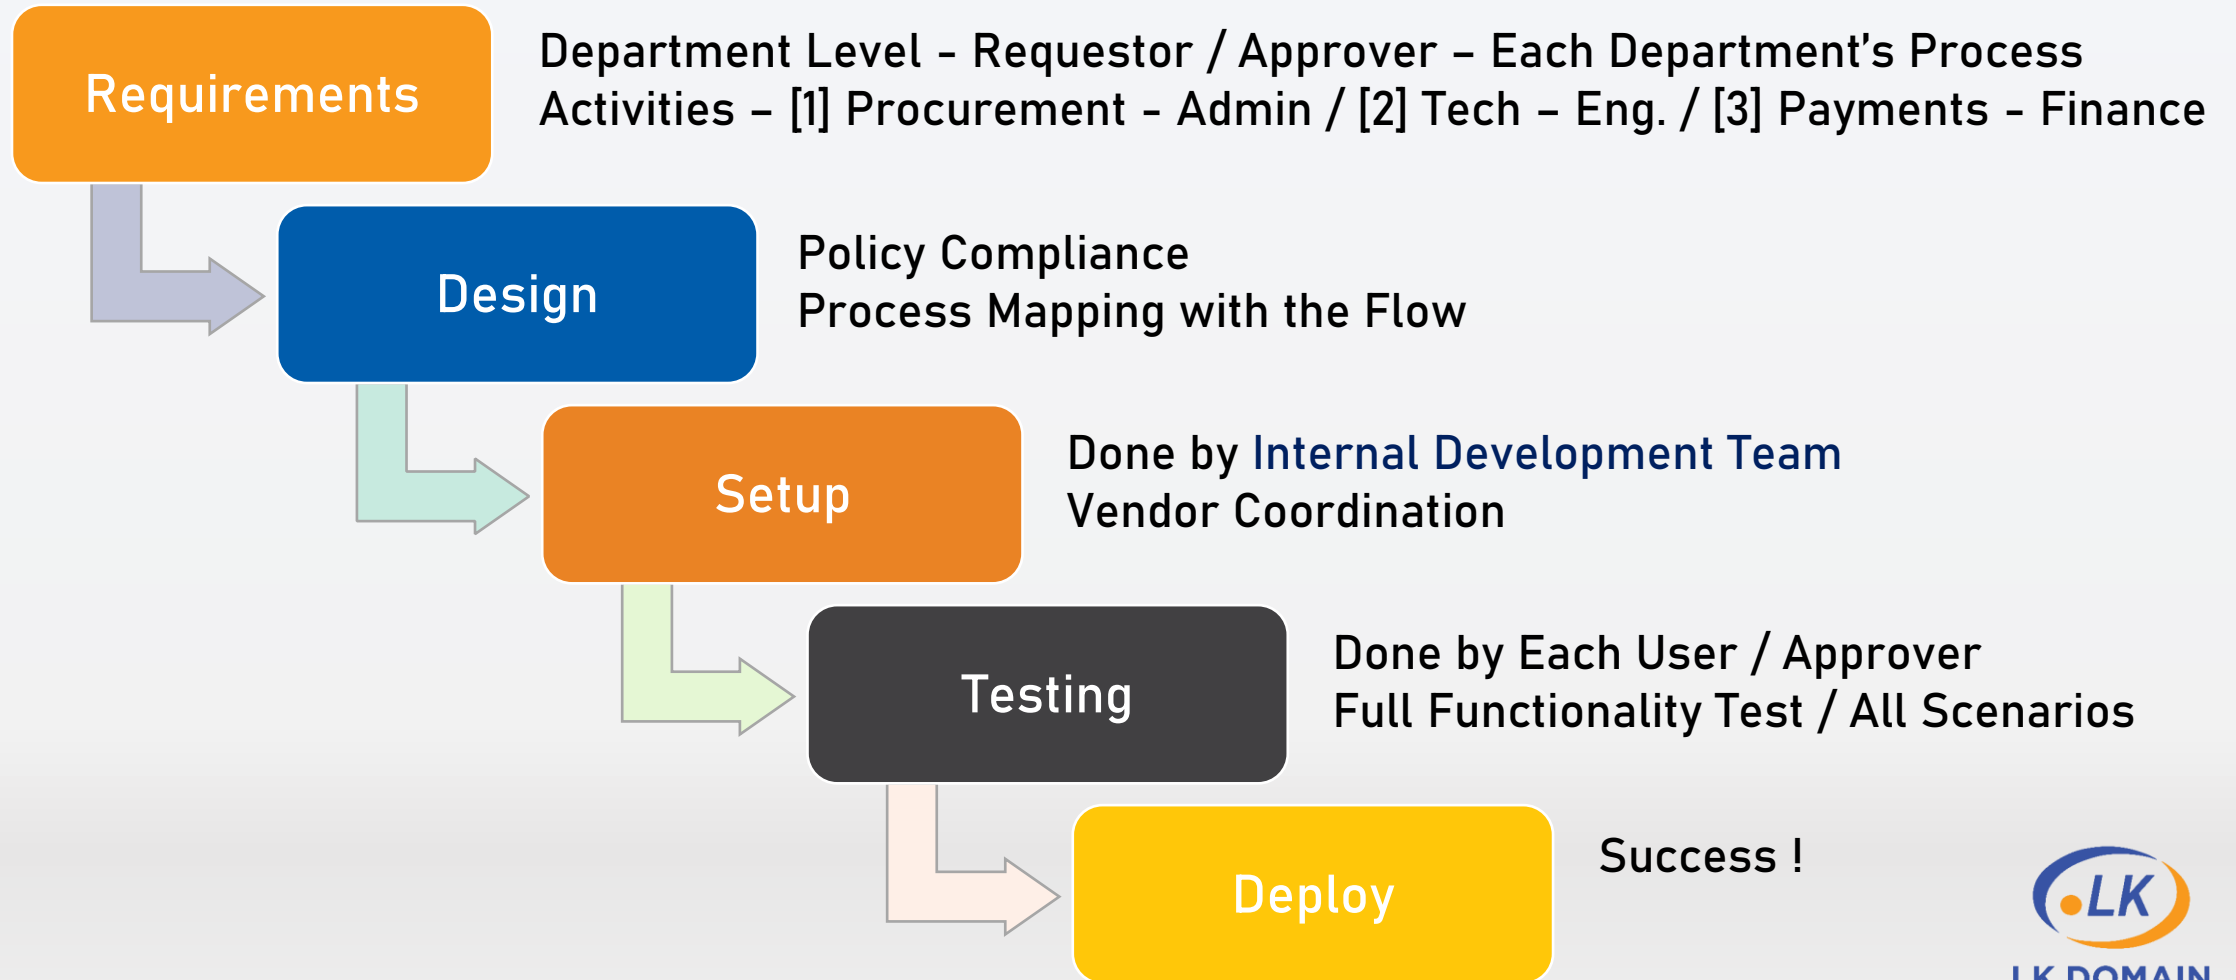 Requirements
Department Level - Requestor / Approver – Each Department's Process
Activities – [1] Procurement - Admin / [2] Tech – Eng. / [3] Payments - Finance
Design
Policy Compliance
Process Mapping with the Flow
Setup
Done by Internal Development Team
Vendor Coordination
Testing
Done by Each User / Approver
Full Functionality Test / All Scenarios
Deploy
Success !
.LK
LK DOMAIN